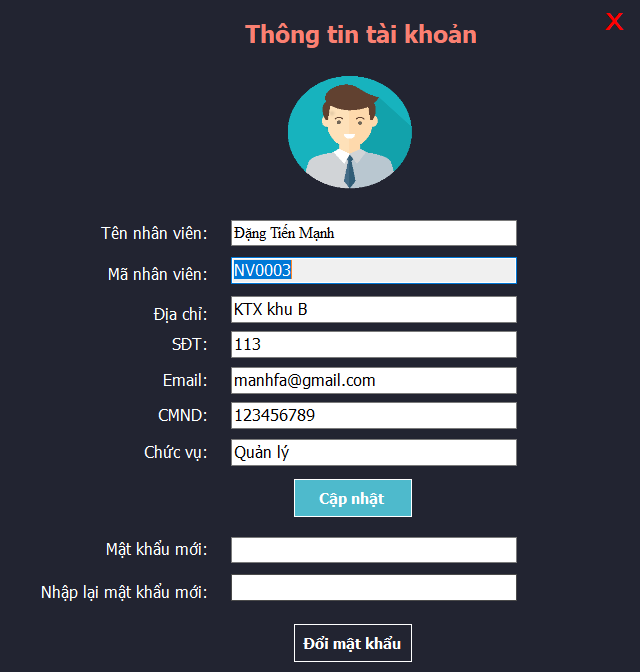 X
Thông tin tài khoản
Tên nhân viên: Đặng Tiến Mạnh
Mã nhân viên: NV0003
Địa chỉ: KTX khu B
SĐT: 113
Email: manhfa@gmail.com
CMND: 123456789
Chức vụ: Quản lý
Cập nhật
Mật khẩu mới:
Nhập lại mật khẩu mới:
Đổi mật khẩu